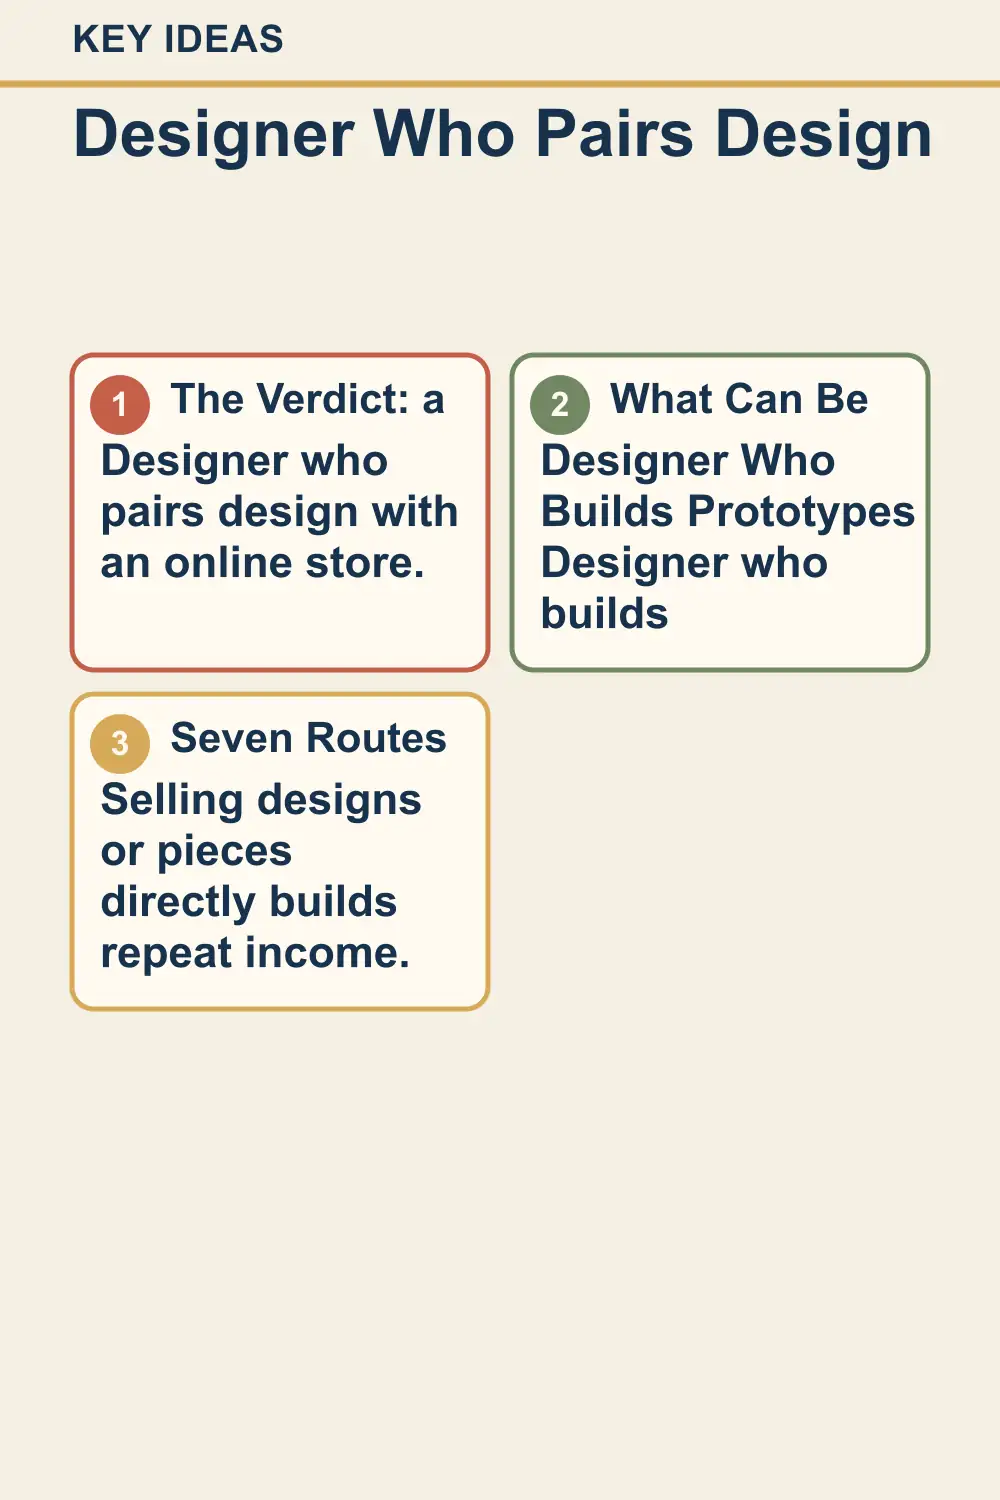 KEY IDEAS
Designer Who Pairs Design
1 The Verdict: a
Designer who
pairs design with
an online store.
2 What Can Be
Designer Who
Builds Prototypes
Designer who
builds
3 Seven Routes
Selling designs
or pieces
directly builds
repeat income.